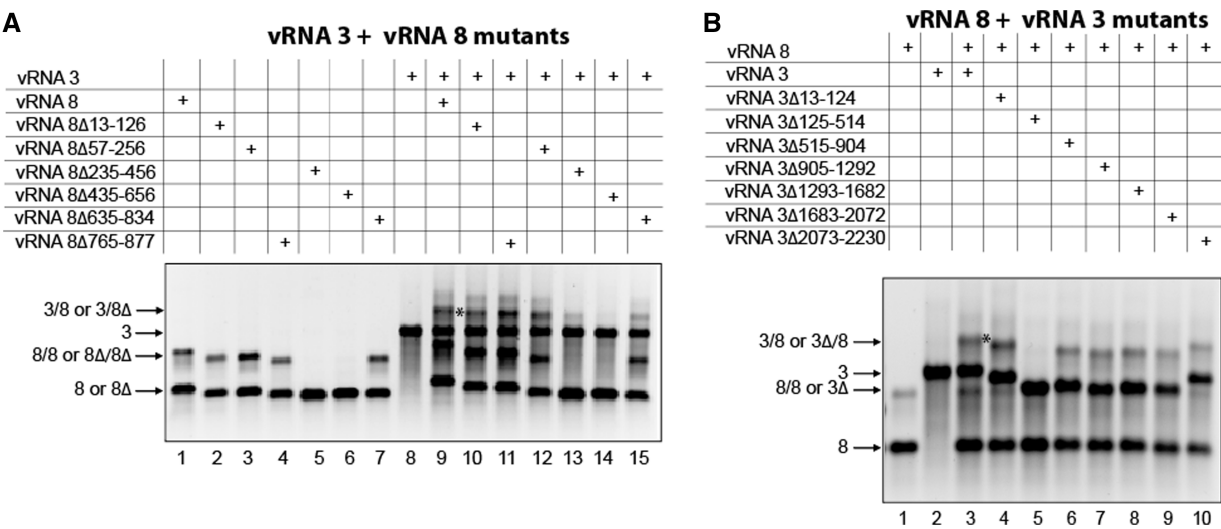 A
vRNA 3 + vRNA 8 mutants
vRNA 3 + + + + + + + +
vRNA 8 + +
vRNA 8Δ13-126 + +
vRNA 8Δ57-256 + +
vRNA 8Δ235-456 + +
vRNA 8Δ435-656 + +
vRNA 8Δ635-834 + +
vRNA 8Δ765-877 + +
3/8 or 3/8Δ *
3
8/8 or 8Δ/8Δ
8 or 8Δ
1 2 3 4 5 6 7 8 9 10 11 12 13 14 15
B
vRNA 8 + vRNA 3 mutants
vRNA 8 + + + + + + + + +
vRNA 3 + +
vRNA 3Δ13-124 +
vRNA 3Δ125-514 +
vRNA 3Δ515-904 +
vRNA 3Δ905-1292 +
vRNA 3Δ1293-1682 +
vRNA 3Δ1683-2072 +
vRNA 3Δ2073-2230 +
3/8 or 3Δ/8 *
3
8/8 or 3Δ
8
1 2 3 4 5 6 7 8 9 10